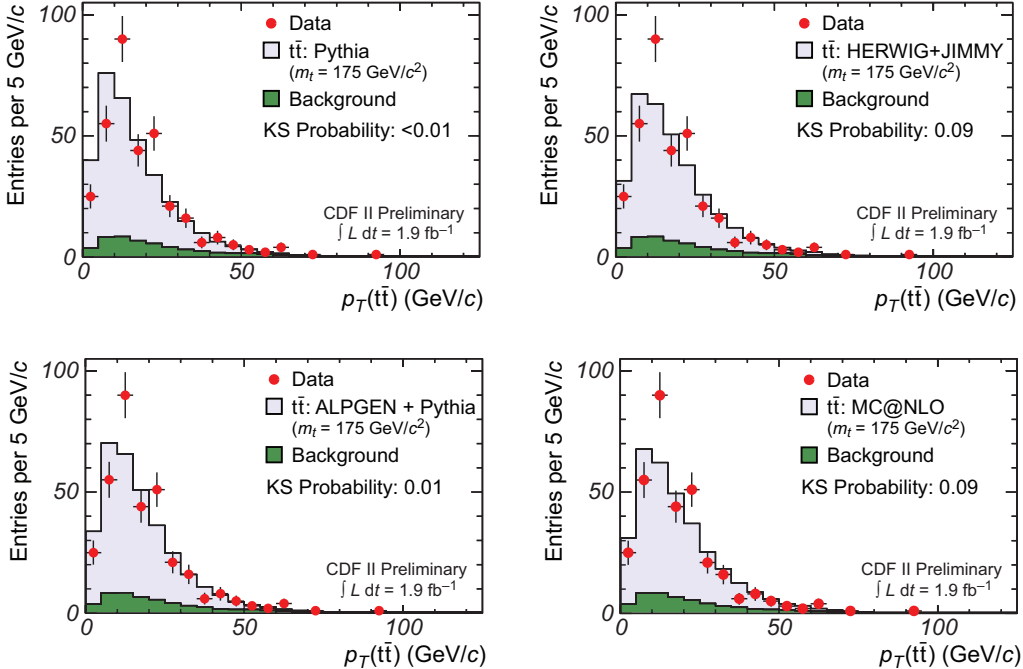 Entries per 5 GeV/c
100
50
0
Data
tt̄: Pythia
(mt = 175 GeV/c²)
Background
KS Probability: <0.01
CDF II Preliminary
∫ L dt = 1.9 fb⁻¹
0 50 100
pT(tt̄) (GeV/c)
Entries per 5 GeV/c
100
50
0
Data
tt̄: HERWIG+JIMMY
(mt = 175 GeV/c²)
Background
KS Probability: 0.09
CDF II Preliminary
∫ L dt = 1.9 fb⁻¹
0 50 100
pT(tt̄) (GeV/c)
Entries per 5 GeV/c
100
50
0
Data
tt̄: ALPGEN + Pythia
(mt = 175 GeV/c²)
Background
KS Probability: 0.01
CDF II Preliminary
∫ L dt = 1.9 fb⁻¹
0 50 100
pT(tt̄) (GeV/c)
Entries per 5 GeV/c
100
50
0
Data
tt̄: MC@NLO
(mt = 175 GeV/c²)
Background
KS Probability: 0.09
CDF II Preliminary
∫ L dt = 1.9 fb⁻¹
0 50 100
pT(tt̄) (GeV/c)